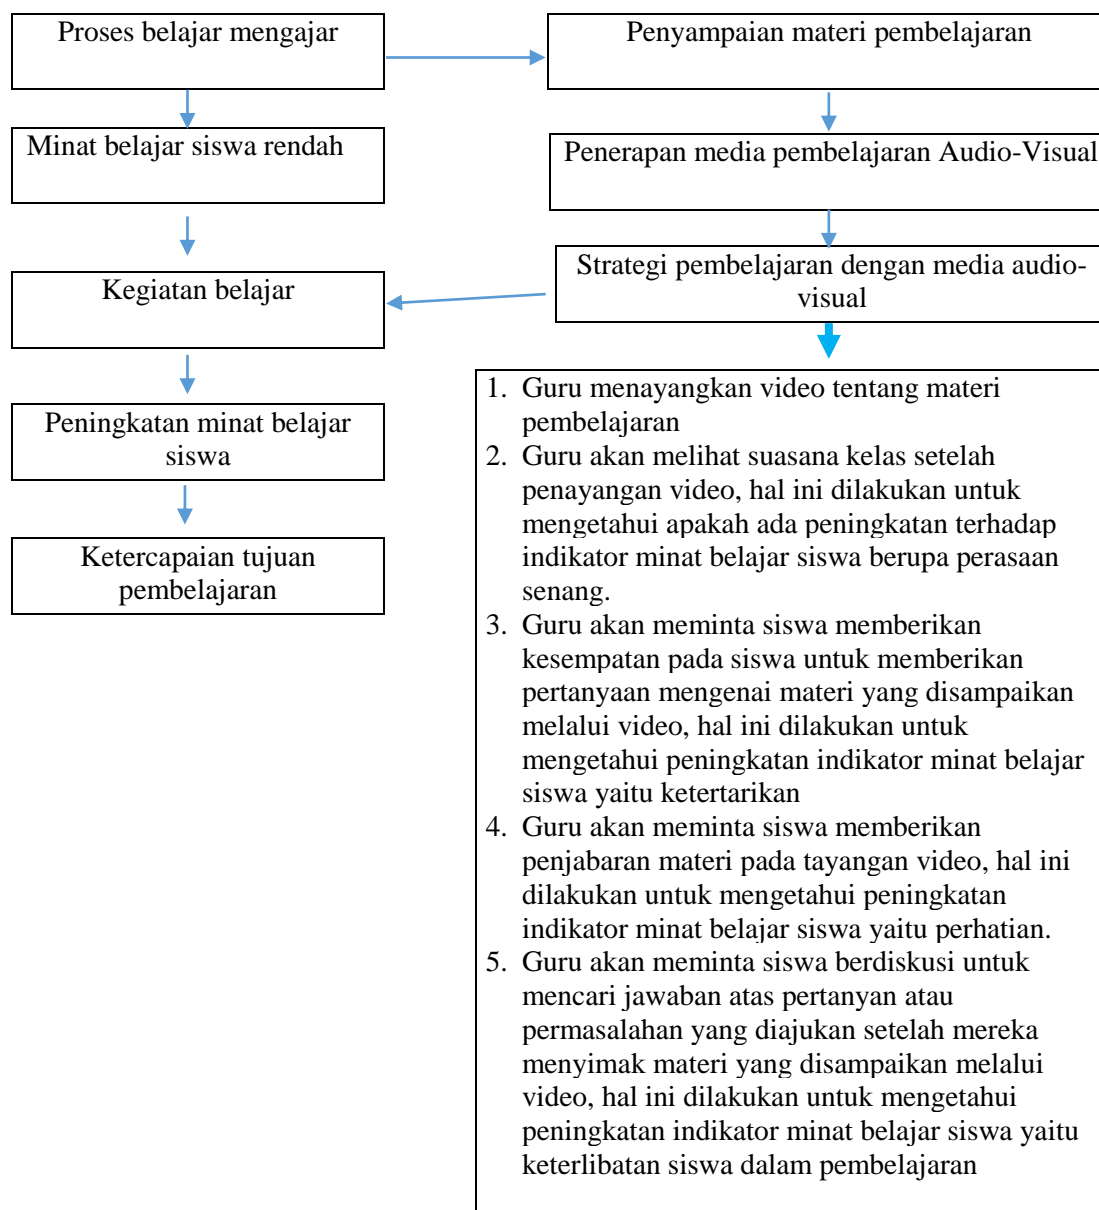 Proses belajar mengajar
Penyampaian materi pembelajaran
Minat belajar siswa rendah
Penerapan media pembelajaran Audio-Visual
Kegiatan belajar
Strategi pembelajaran dengan media audio-
visual
Peningkatan minat belajar
siswa
Ketercapaian tujuan
pembelajaran
1. Guru menayangkan video tentang materi
pembelajaran
2. Guru akan melihat suasana kelas setelah
penayangan video, hal ini dilakukan untuk
mengetahui apakah ada peningkatan terhadap
indikator minat belajar siswa berupa perasaan
senang.
3. Guru akan meminta siswa memberikan
kesempatan pada siswa untuk memberikan
pertanyaan mengenai materi yang disampaikan
melalui video, hal ini dilakukan untuk
mengetahui peningkatan indikator minat belajar
siswa yaitu ketertarikan
4. Guru akan meminta siswa memberikan
penjabaran materi pada tayangan video, hal ini
dilakukan untuk mengetahui peningkatan
indikator minat belajar siswa yaitu perhatian.
5. Guru akan meminta siswa berdiskusi untuk
mencari jawaban atas pertanyan atau
permasalahan yang diajukan setelah mereka
menyimak materi yang disampaikan melalui
video, hal ini dilakukan untuk mengetahui
peningkatan indikator minat belajar siswa yaitu
keterlibatan siswa dalam pembelajaran